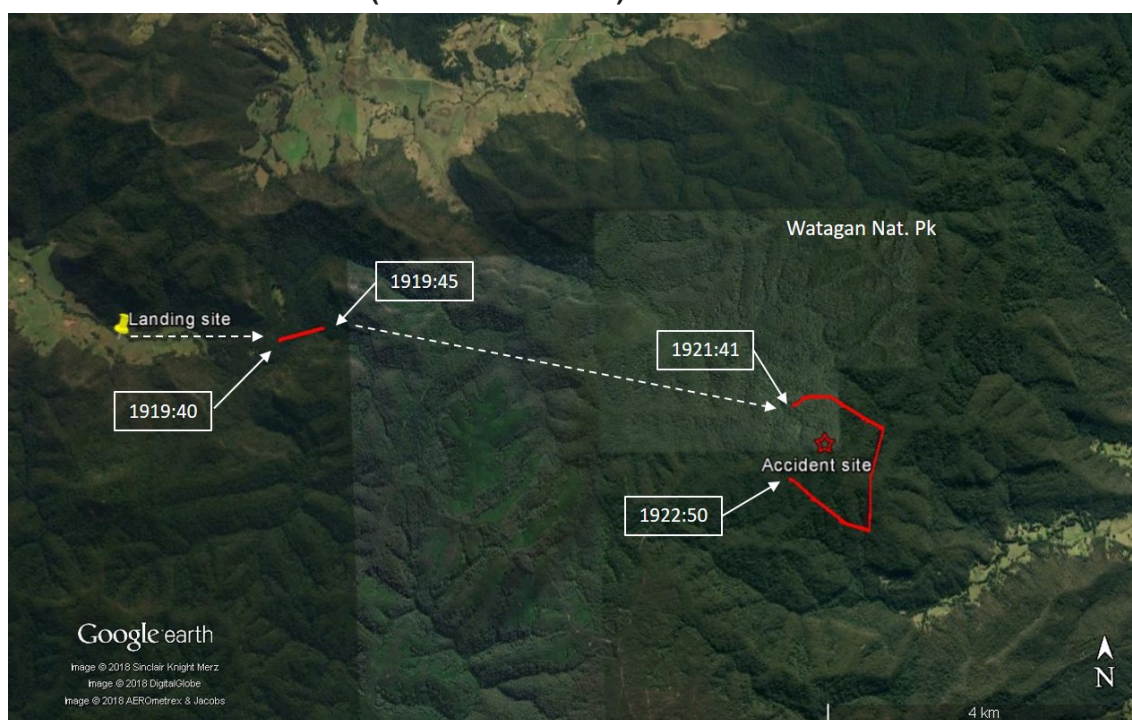 Watagan Nat. Pk
1919:45
Landing site
1921:41
1919:40
Accident site
1922:50
Google earth
Image © 2018 Sinclair Knight Merz
Image © 2018 DigitalGlobe
Image © 2018 AEROmetrex & Jacobs
N
4 km